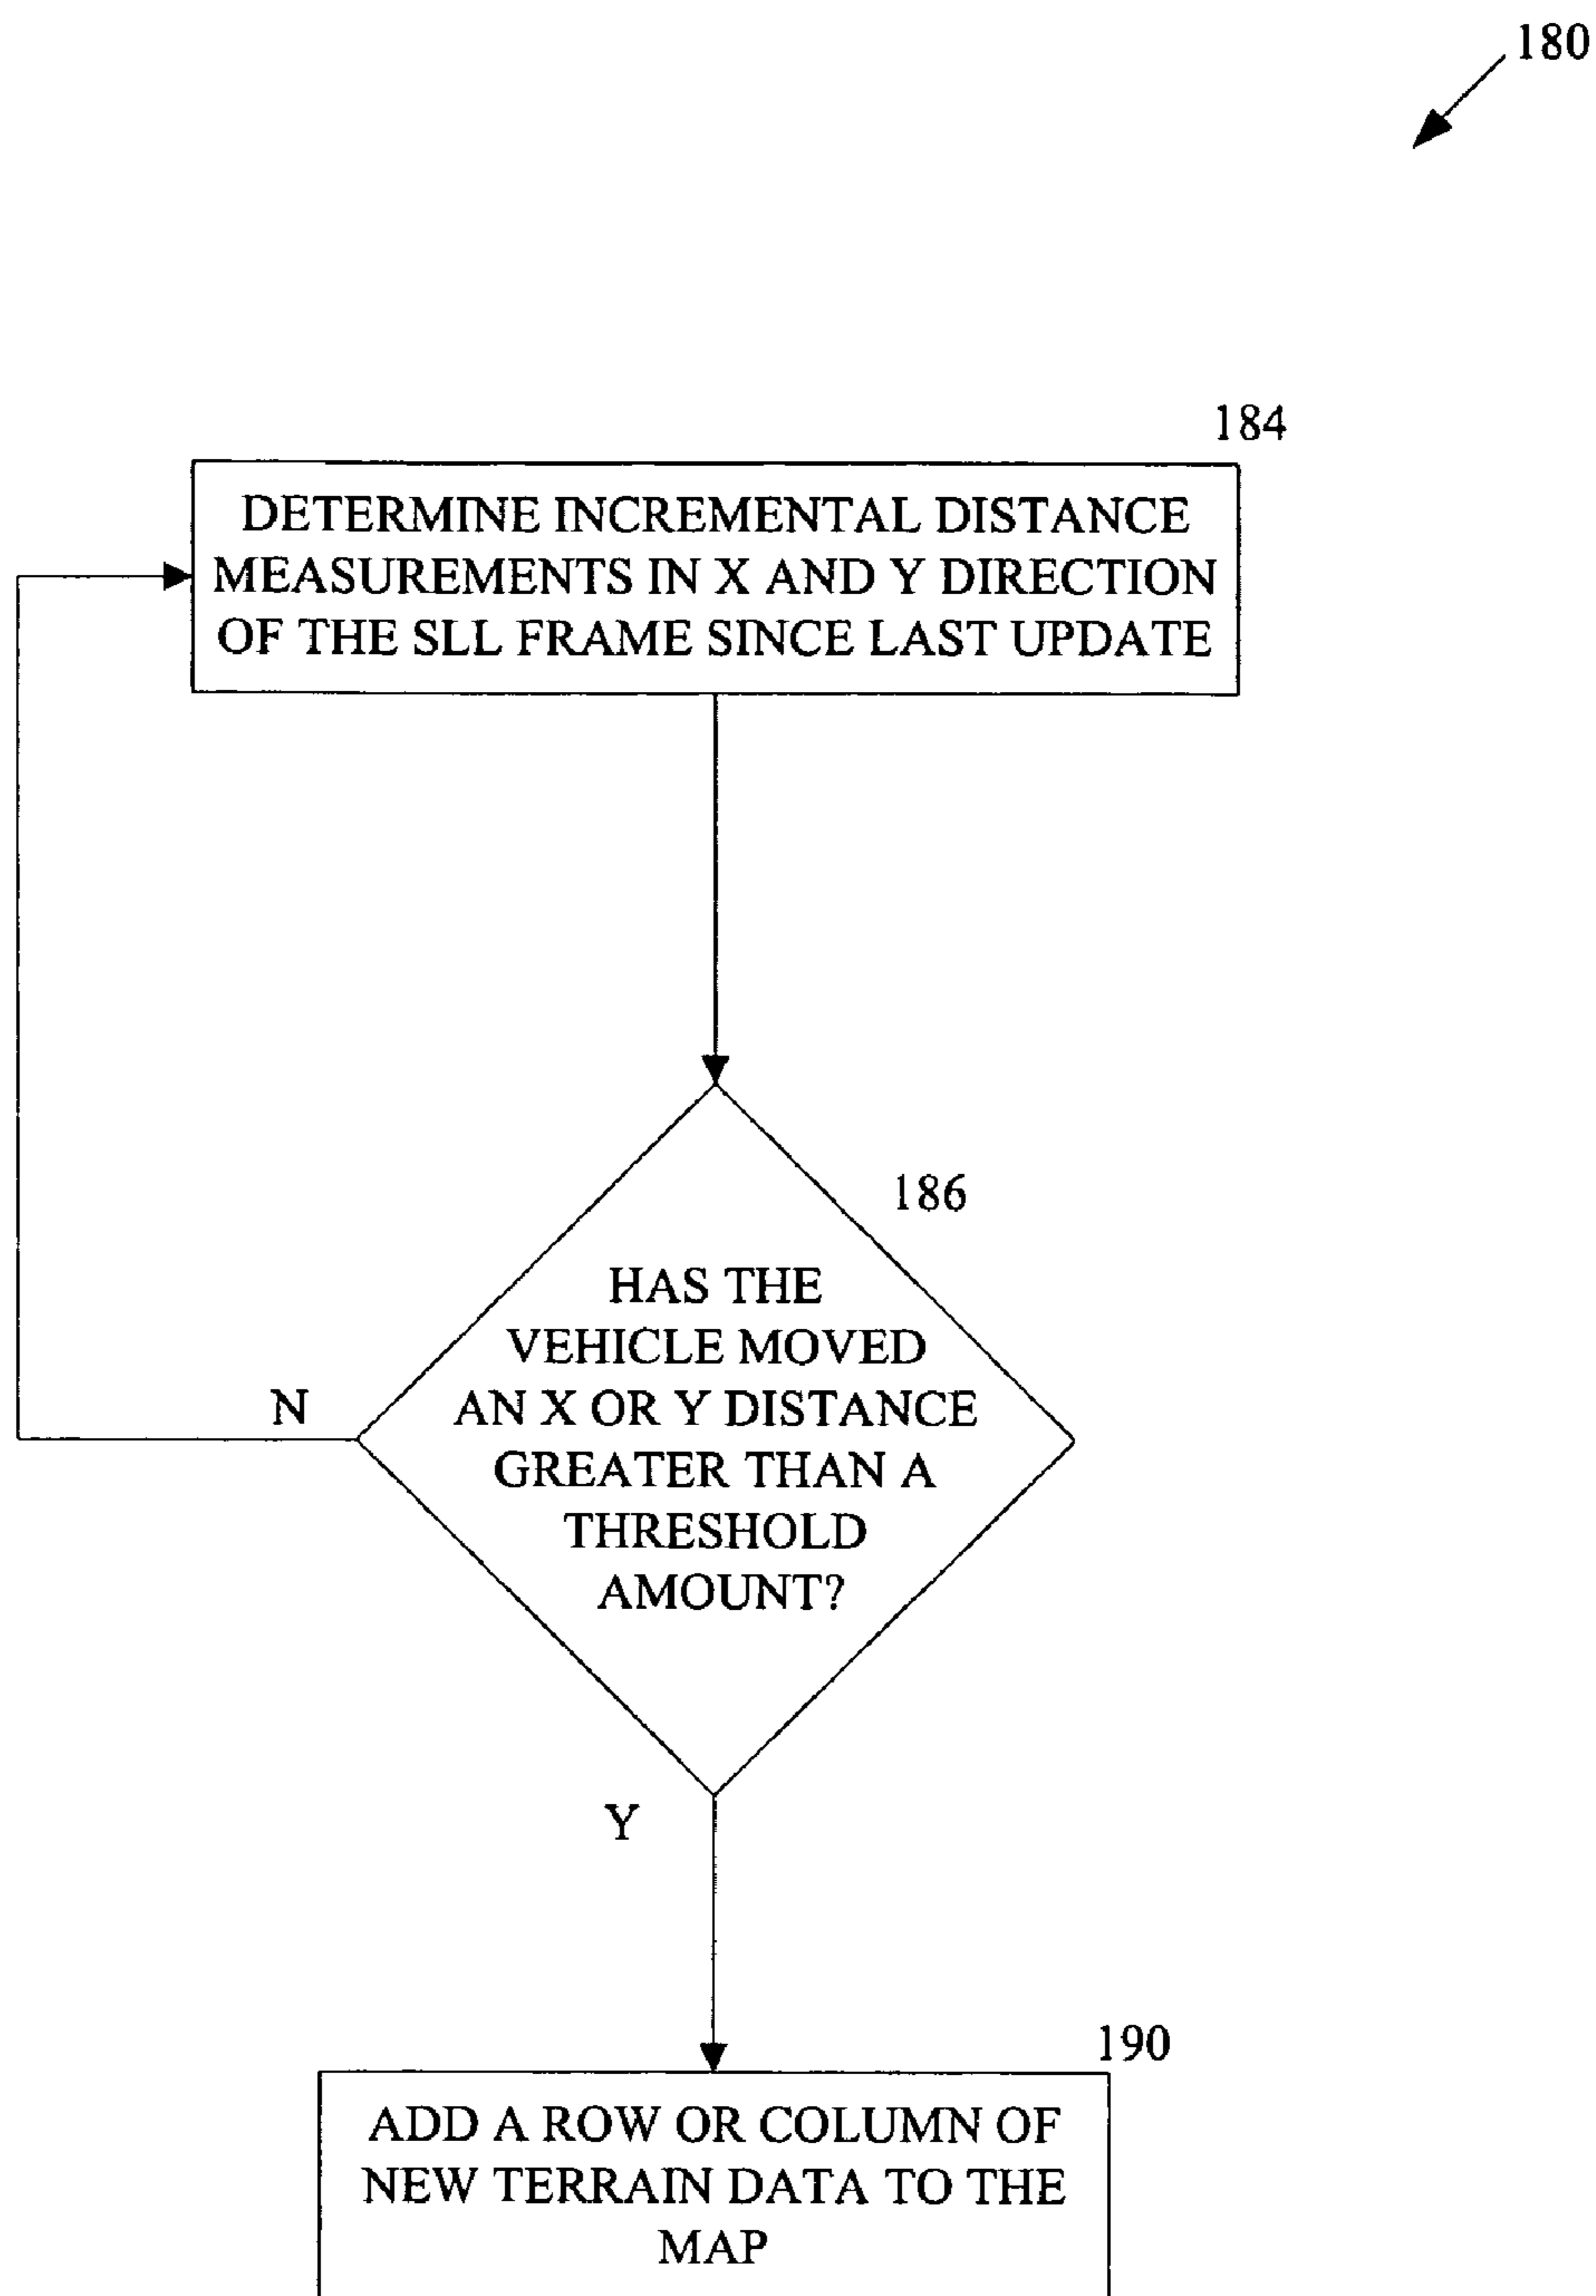 180
184
DETERMINE INCREMENTAL DISTANCE
MEASUREMENTS IN X AND Y DIRECTION
OF THE SLL FRAME SINCE LAST UPDATE
186
HAS THE
VEHICLE MOVED
AN X OR Y DISTANCE
GREATER THAN A
THRESHOLD
AMOUNT?
N
Y
190
ADD A ROW OR COLUMN OF
NEW TERRAIN DATA TO THE
MAP